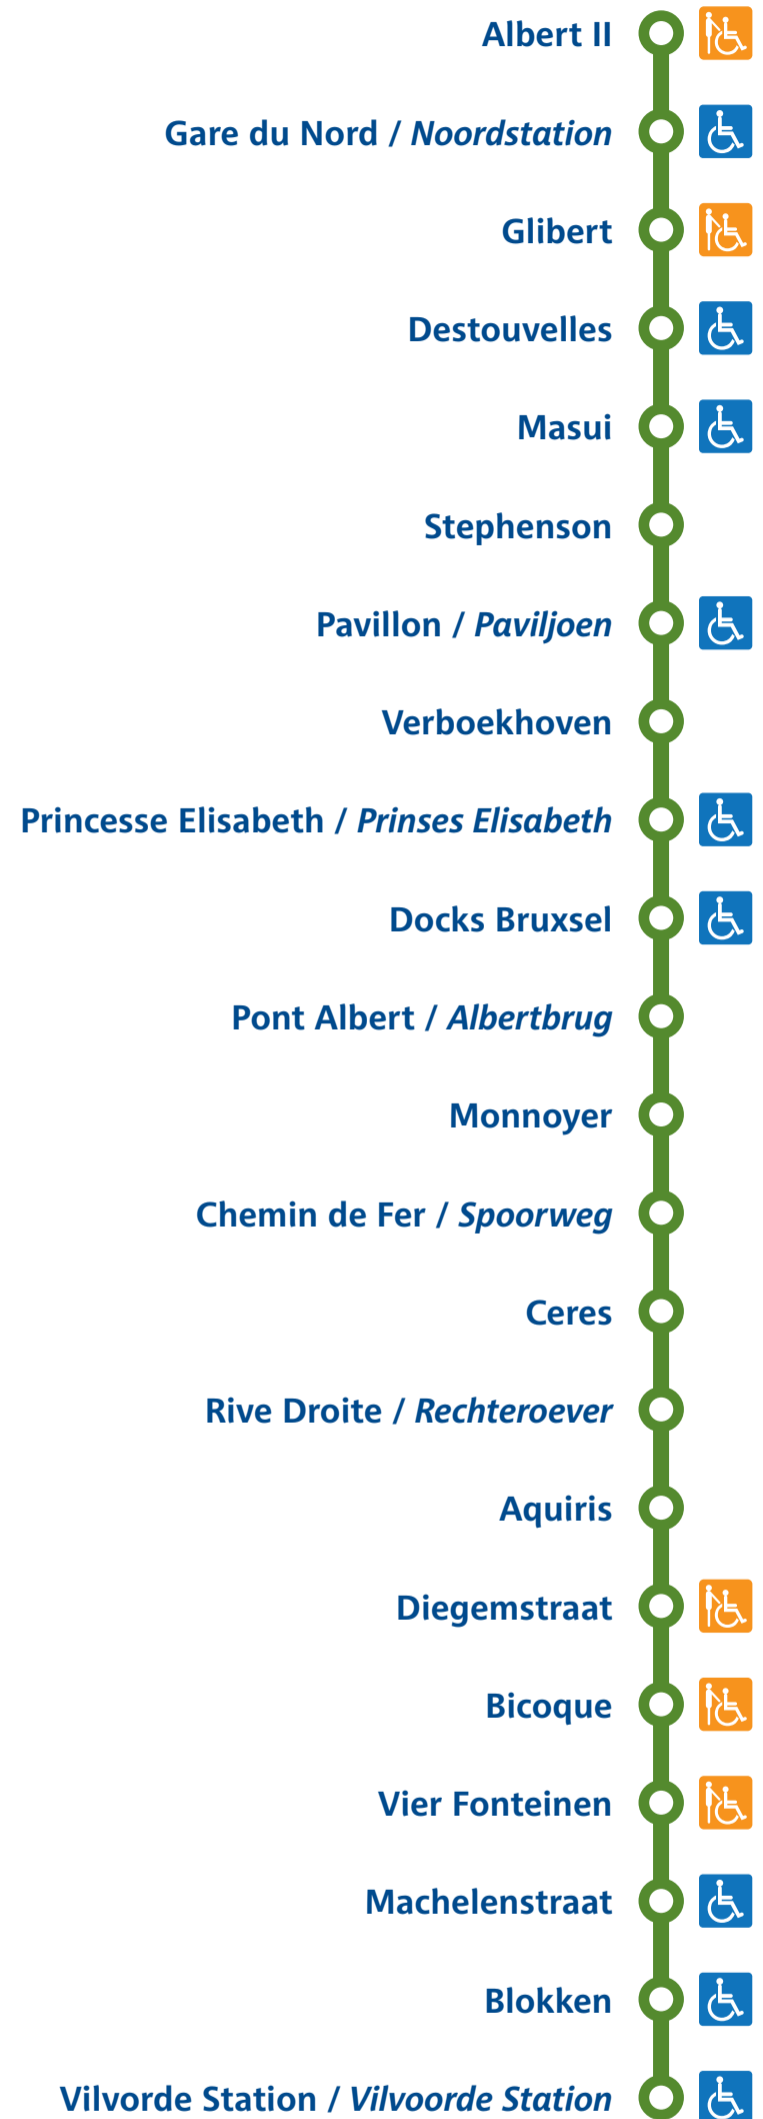 Albert II
Gare du Nord / Noordstation
Glibert
Destouvelles
Masui
Stephenson
Pavillon / Paviljoen
Verboekhoven
Princesse Elisabeth / Prinses Elisabeth
Docks Bruxsel
Pont Albert / Albertbrug
Monnoyer
Chemin de Fer / Spoorweg
Ceres
Rive Droite / Rechteroever
Aquiris
Diegemstraat
Bicoque
Vier Fonteinen
Machelenstraat
Blokken
Vilvorde Station / Vilvoorde Station